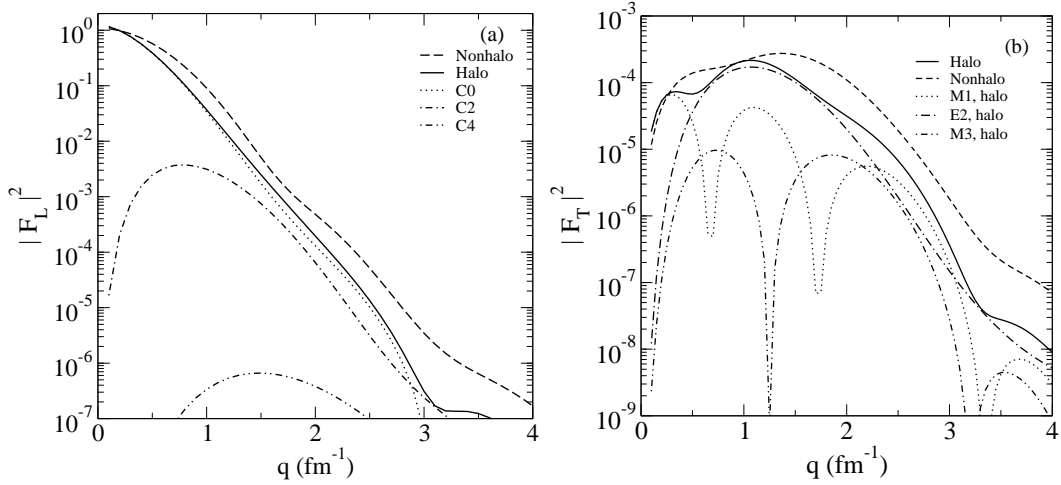 (a)
Nonhalo
Halo
C0
C2
C4
10^0
10^-1
10^-2
10^-3
10^-4
10^-5
10^-6
10^-7
| F_L |^2
0 1 2 3 4
q (fm^-1)
(b)
Halo
Nonhalo
M1, halo
E2, halo
M3, halo
10^-3
10^-4
10^-5
10^-6
10^-7
10^-8
10^-9
| F_T |^2
0 1 2 3 4
q (fm^-1)